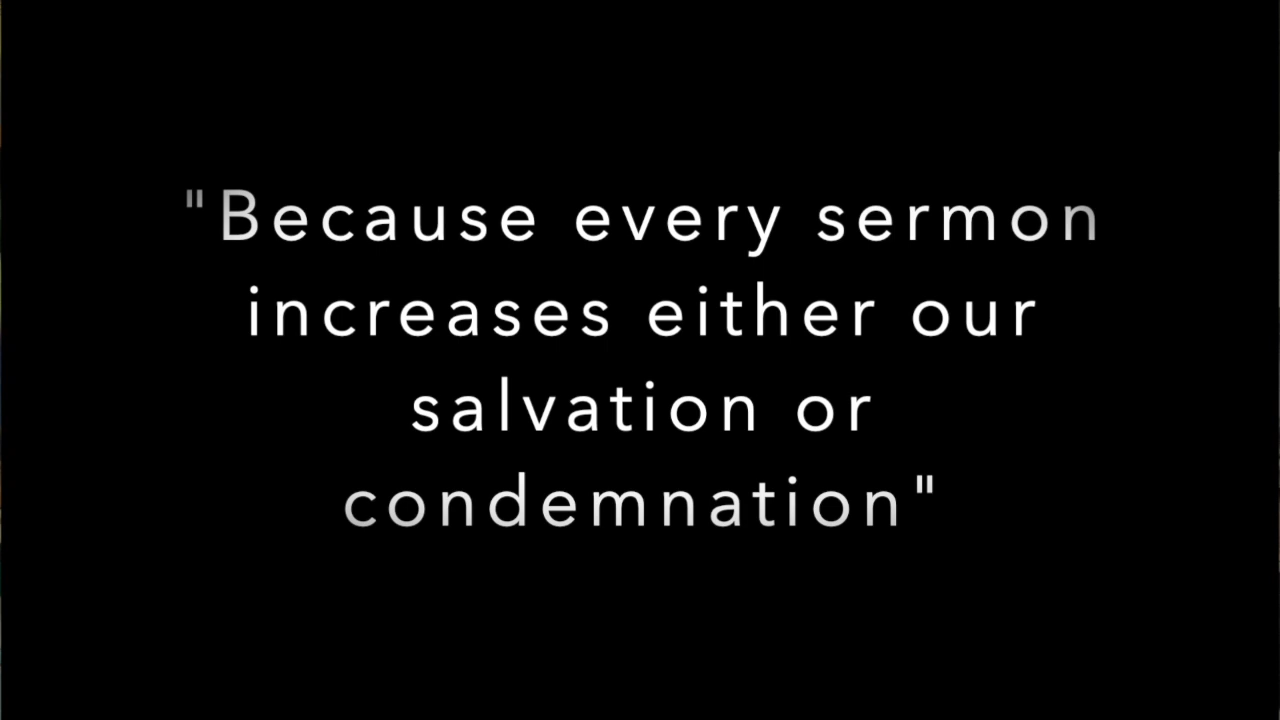 "Because every sermon
increases either our
salvation or
condemnation"